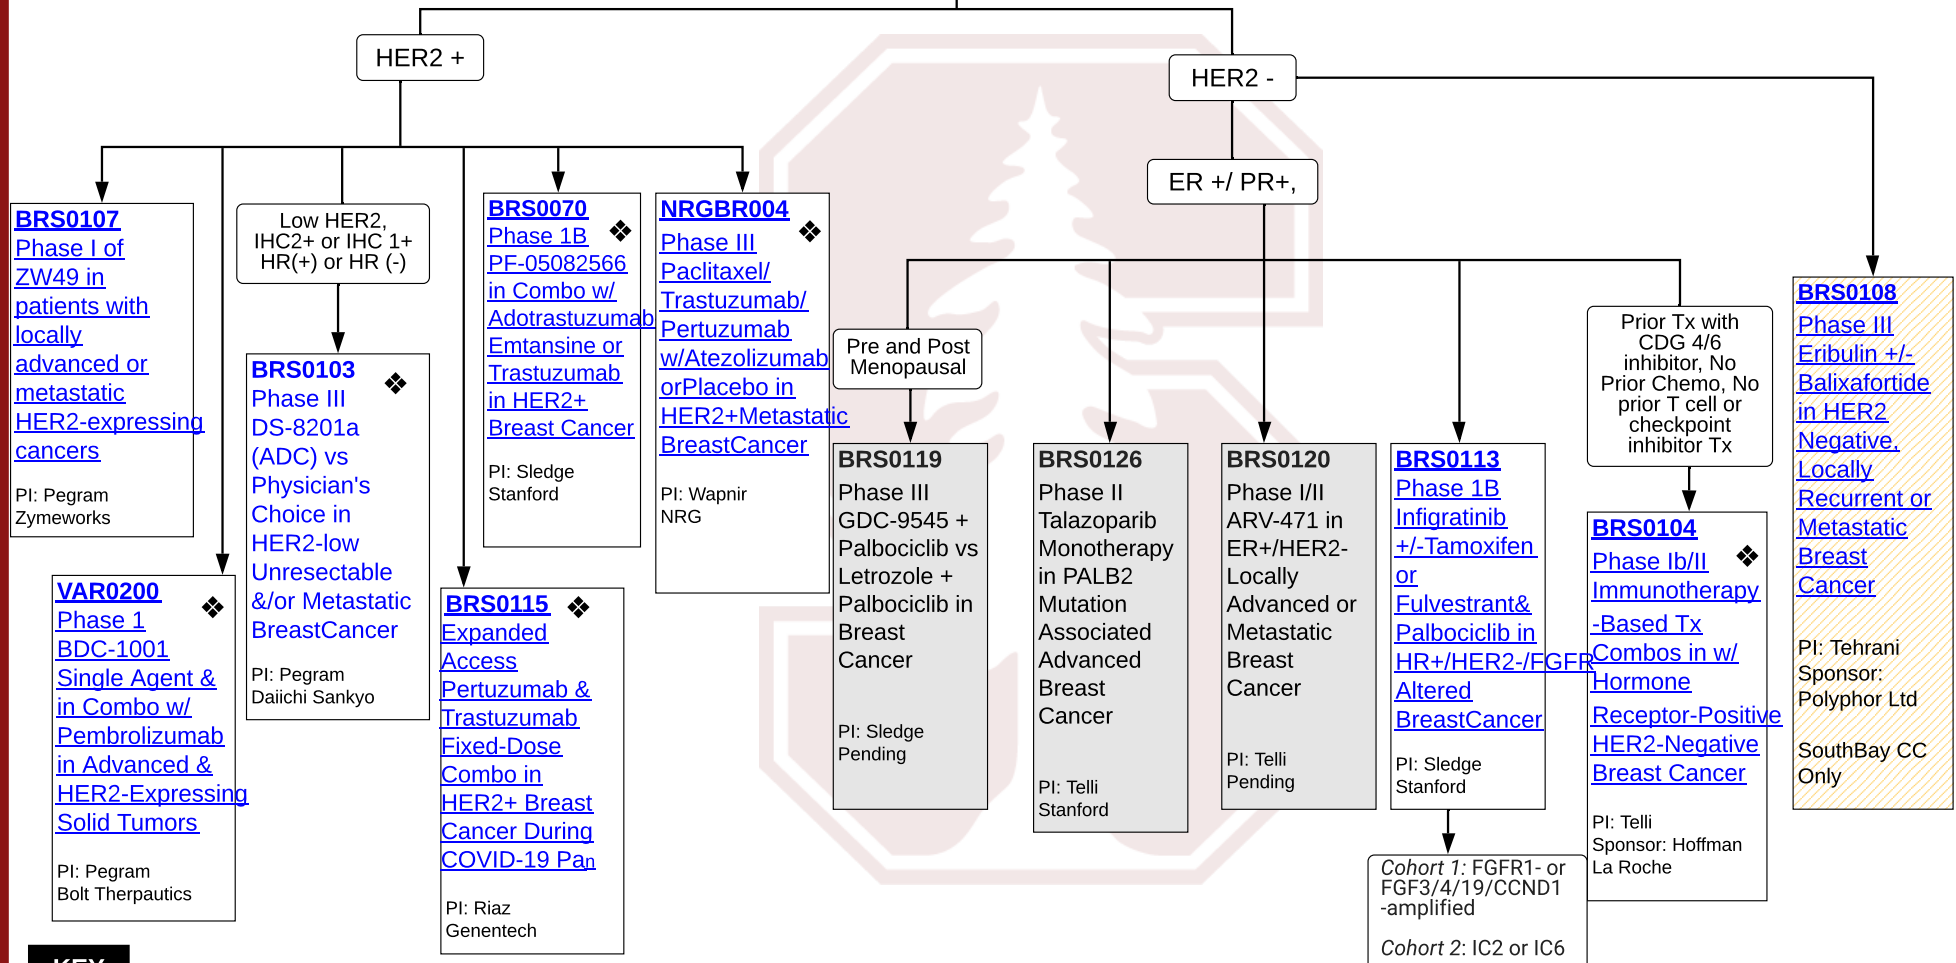 HER2 +
HER2 -
ER +/ PR+,
BRS0107
Phase I of
ZW49 in
patients with
locally
advanced or
metastatic
HER2-expressing
cancers
PI: Pegram
Zymeworks
VAR0200
Phase 1
BDC-1001
Single Agent &
in Combo w/
Pembrolizumab
in Advanced &
HER2-Expressing
Solid Tumors
PI: Pegram
Bolt Therpautics
Low HER2,
IHC2+ or IHC 1+
HR(+) or HR (-)
BRS0103
Phase III
DS-8201a
(ADC) vs
Physician's
Choice in
HER2-low
Unresectable
&/or Metastatic
BreastCancer
PI: Pegram
Daiichi Sankyo
BRS0115
Expanded
Access
Pertuzumab &
Trastuzumab
Fixed-Dose
Combo in
HER2+ Breast
Cancer During
COVID-19 Pan
PI: Riaz
Genentech
BRS0070
Phase 1B
PF-05082566
in Combo w/
Adotrastuzumab
Emtansine or
Trastuzumab
in HER2+
Breast Cancer
PI: Sledge
Stanford
NRGBR004
Phase III
Paclitaxel/
Trastuzumab/
Pertuzumab
w/Atezolizumab
orPlacebo in
HER2+Metastatic
BreastCancer
PI: Wapnir
NRG
Pre and Post
Menopausal
BRS0119
Phase III
GDC-9545 +
Palbociclib vs
Letrozole +
Palbociclib in
Breast
Cancer
PI: Sledge
Pending
BRS0126
Phase II
Talazoparib
Monotherapy
in PALB2
Mutation
Associated
Advanced
Breast
Cancer
PI: Telli
Stanford
BRS0120
Phase I/II
ARV-471 in
ER+/HER2-
Locally
Advanced or
Metastatic
Breast
Cancer
PI: Telli
Pending
BRS0113
Phase 1B
Infigratinib
+/-Tamoxifen
or
Fulvestrant&
Palbociclib in
HR+/HER2-/FGFR
Altered
BreastCancer
PI: Sledge
Stanford
Cohort 1: FGFR1- or
FGF3/4/19/CCND1
-amplified
Cohort 2: IC2 or IC6
Prior Tx with
CDG 4/6
inhibitor, No
Prior Chemo, No
prior T cell or
checkpoint
inhibitor Tx
BRS0104
Phase Ib/II
Immunotherapy
-Based Tx
Combos in w/
Hormone
Receptor-Positive
HER2-Negative
Breast Cancer
PI: Telli
Sponsor: Hoffman
La Roche
BRS0108
Phase III
Eribulin +/-
Balixafortide
in HER2
Negative,
Locally
Recurrent or
Metastatic
Breast
Cancer
PI: Tehrani
Sponsor:
Polyphor Ltd
SouthBay CC
Only
KEY